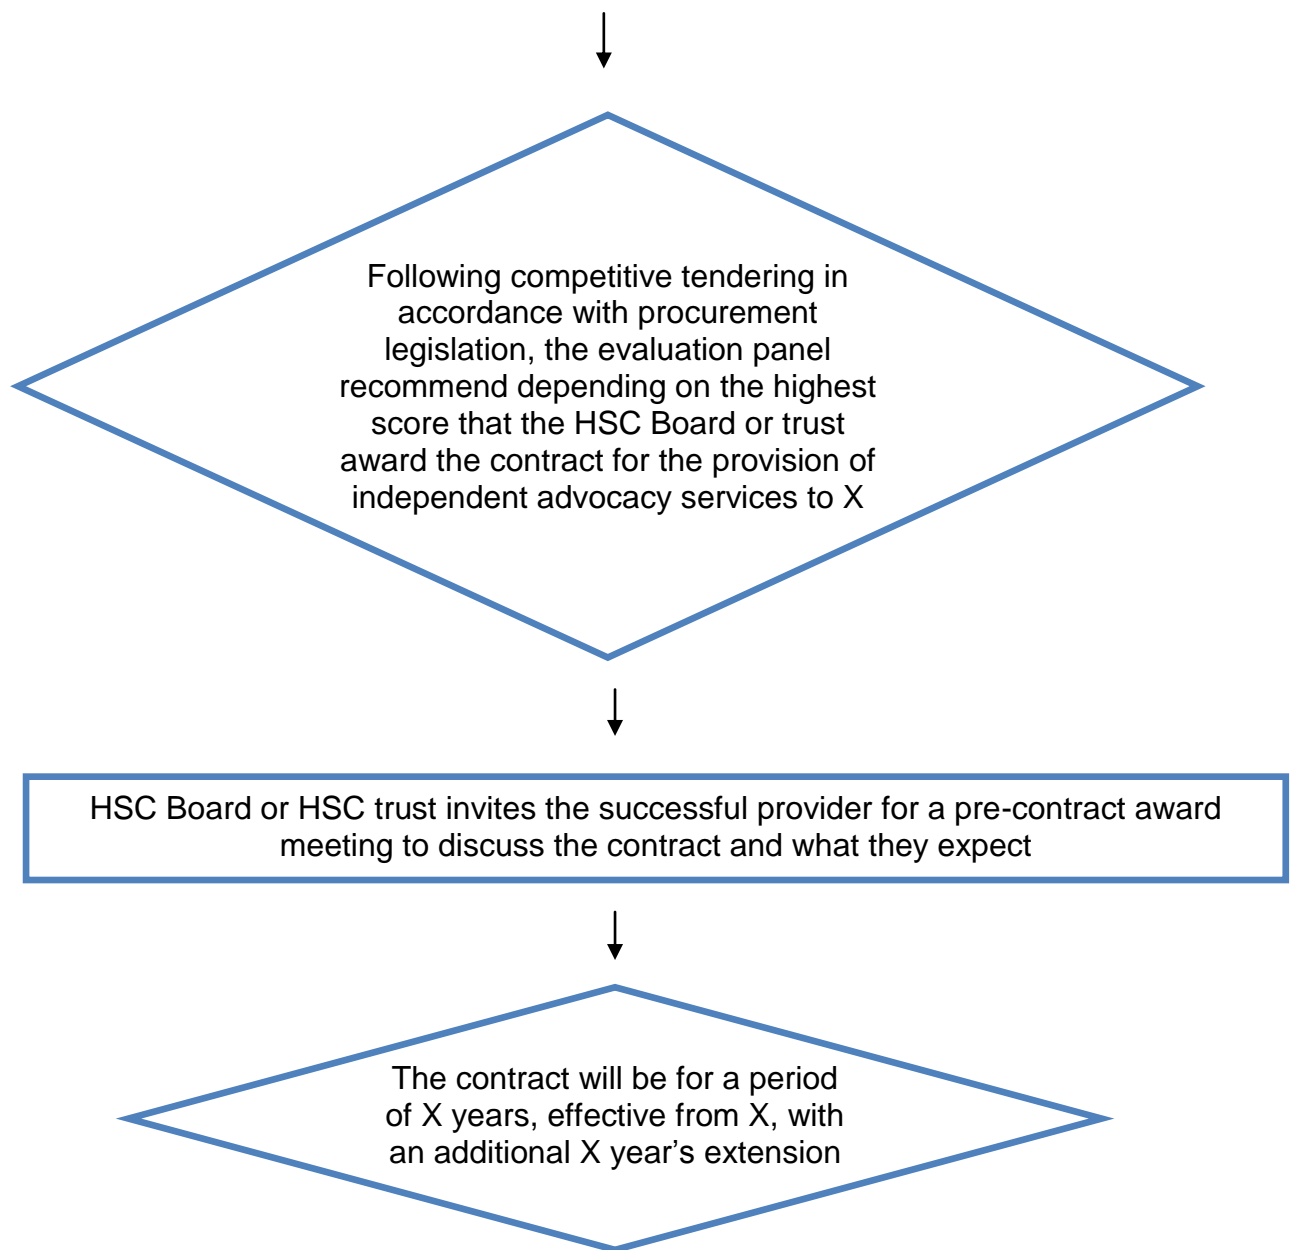 Following competitive tendering in
accordance with procurement
legislation, the evaluation panel
recommend depending on the highest
score that the HSC Board or trust
award the contract for the provision of
independent advocacy services to X
HSC Board or HSC trust invites the successful provider for a pre-contract award
meeting to discuss the contract and what they expect
The contract will be for a period
of X years, effective from X, with
an additional X year’s extension